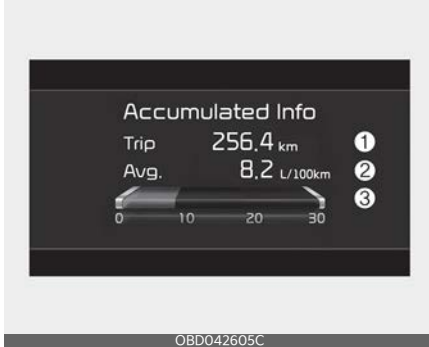 Accumulated Info
Trip 256.4 km ①
Avg. 8.2 L/100km ②
③
0 10 20 30
OBD042605C